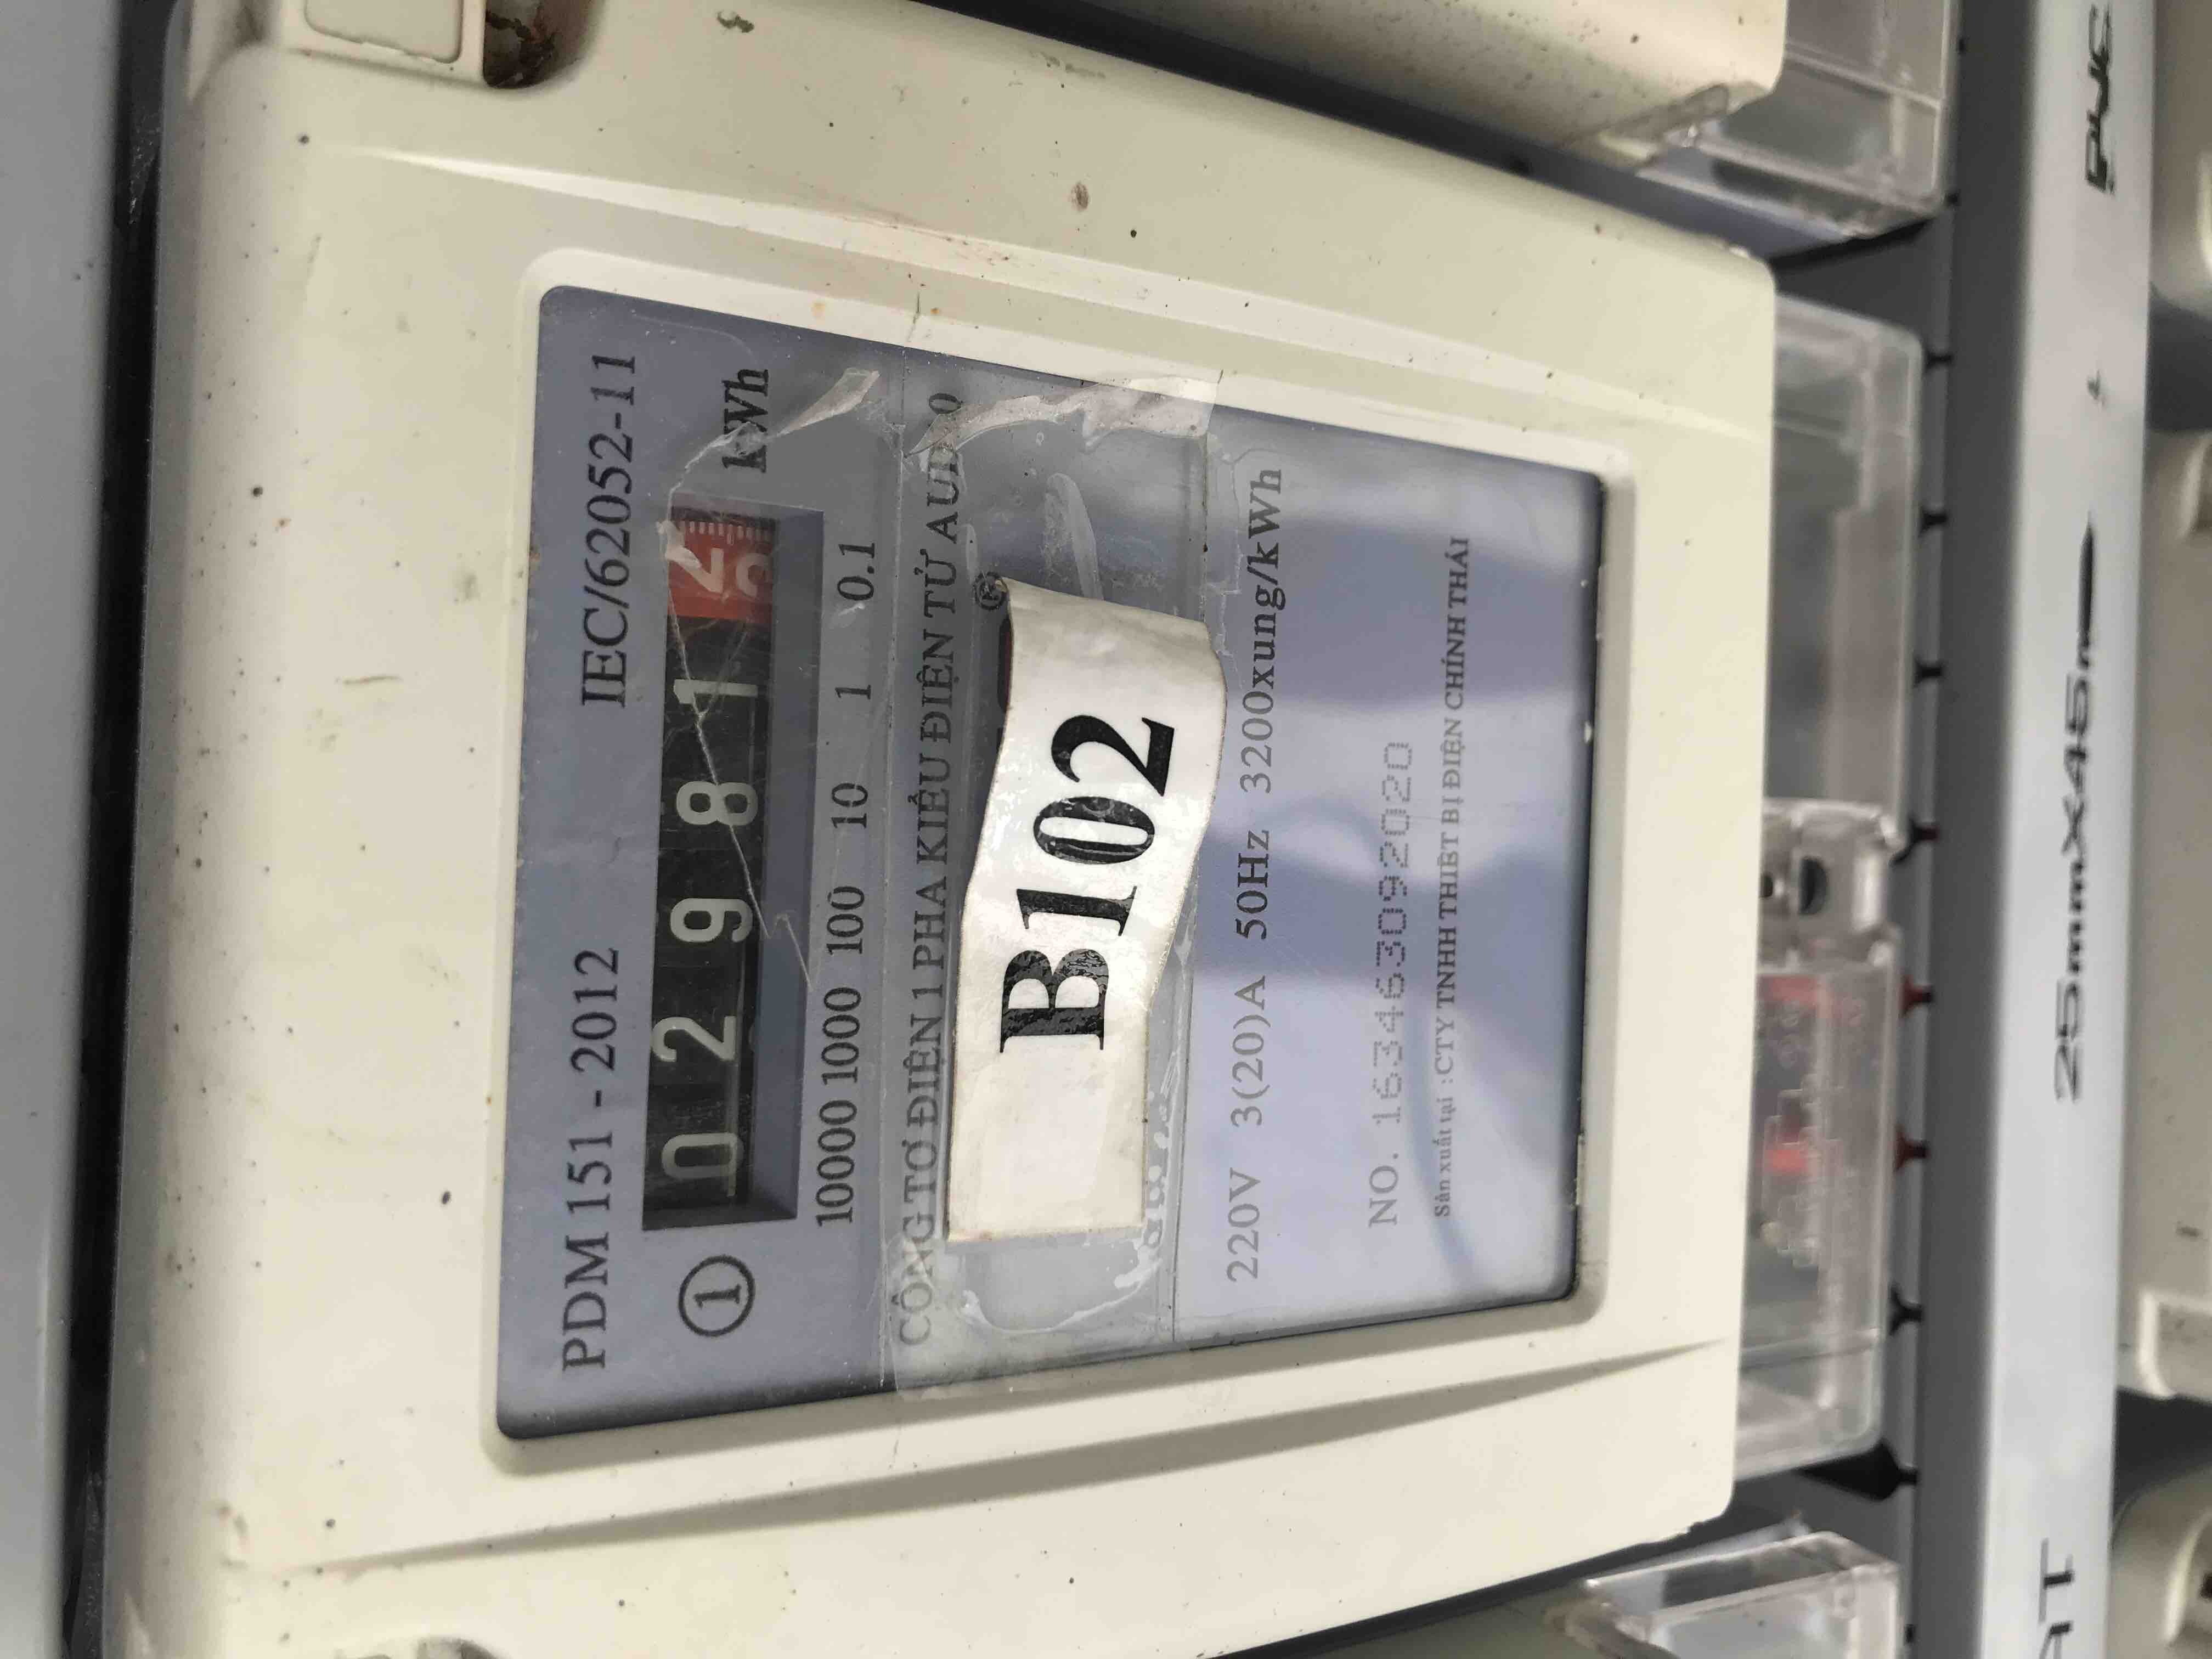 PDM 151 - 2012 IEC/62052-11
1 0 2 9 8 1 2 kWh
10000 1000 100 10 1 0.1
CÔNG TƠ ĐIỆN 1 PHA KIỂU ĐIỆN TỬ
®
B102
220V 3(20)A 50Hz 3200xung/kWh
NO. 163463092020
Sản xuất tại : CTY TNHH THIẾT BỊ ĐIỆN CHÍNH THÁI
25mmX45m